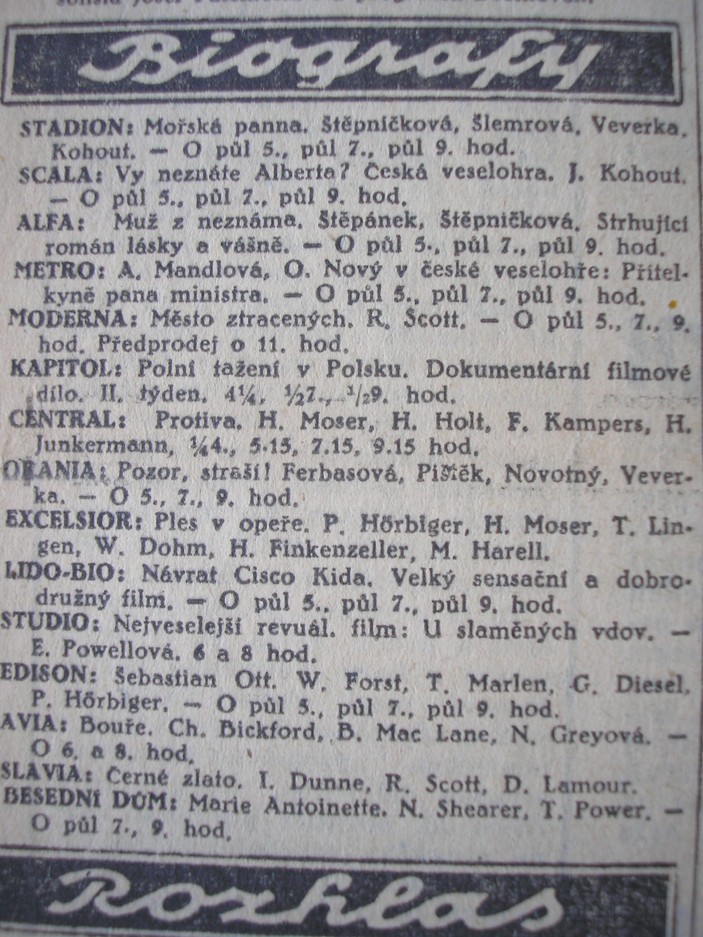 Biografy
STADION: Mořská panna. Štěpničková, Šlemrová, Veverka,
Kohout. — O půl 5., půl 7., půl 9. hod.
SCALA: Vy neznáte Alberta? Česká veselohra. J. Kohout.
— O půl 5., půl 7., půl 9. hod.
ALFA: Muž z neznáma. Štěpánek, Štěpničková. Strhující
román lásky a vášně. — O půl 5., půl 7., půl 9. hod.
METRO: A. Mandlová, O. Nový v české veselohře: Přítel-
kyně pana ministra. — O půl 5., půl 7., půl 9. hod.
MODERNA: Město ztracených. R. Scott. — O půl 5., 7., 9.
hod. Předprodej o 11. hod.
KAPITOL: Polní tažení v Polsku. Dokumentární filmové
dílo. II. týden. 4¼, ½7., ½9. hod.
CENTRAL: Protiva. H. Moser, H. Holt, F. Kampers, H.
Junkermann, ¼4., 5.15, 7.15, 9.15 hod.
URANIA: Pozor, straší! Ferbasová, Pištěk, Novotný, Vever-
ka. — O 5., 7., 9. hod.
EXCELSIOR: Ples v opeře. P. Hörbiger, H. Moser, T. Lin-
gen, W. Dohm, H. Finkenzeller, M. Harell.
LIDO-BIO: Návrat Cisco Kida. Velký sensační a dobro-
družný film. — O půl 5., půl 7., půl 9. hod.
STUDIO: Nejveselejší revuál. film: U slaměných vdov. —
E. Powellová. 6 a 8 hod.
EDISON: Šebastian Ott. W. Forst, T. Marlen, G. Diesel,
P. Hörbiger. — O půl 5., půl 7., půl 9. hod.
AVIA: Bouře. Ch. Bickford, B. Mac Lane, N. Greyová. —
O 6. a 8. hod.
SLAVIA: Černé zlato. I. Dunne, R. Scott, D. Lamour.
BESEDNÍ DŮM: Marie Antoinette. N. Shearer, T. Power. —
O půl 7., 9. hod.
Rozhlas